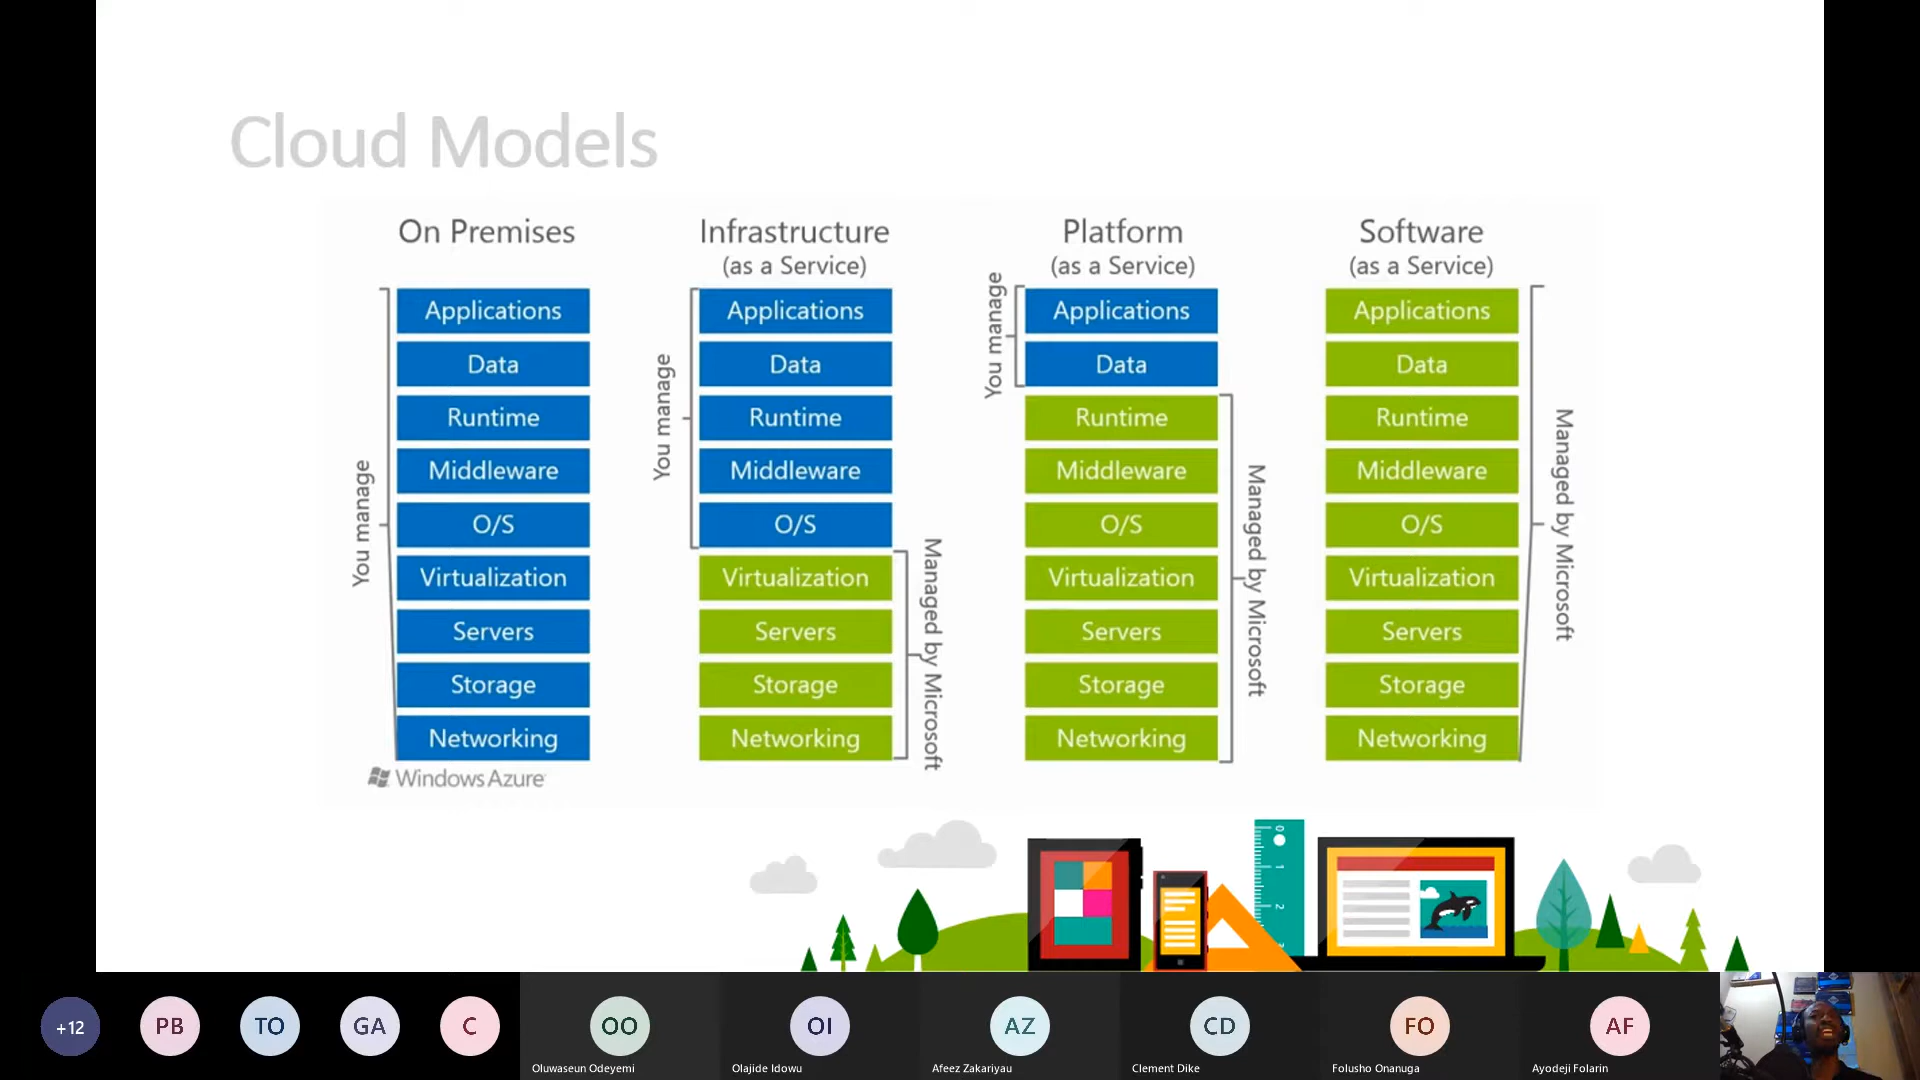 Cloud Models
On Premises
Applications
Data
Runtime
Middleware
O/S
Virtualization
Servers
Storage
Networking
You manage
Windows Azure
Infrastructure
(as a Service)
Applications
Data
Runtime
Middleware
O/S
Virtualization
Servers
Storage
Networking
You manage
Managed by Microsoft
Platform
(as a Service)
Applications
Data
Runtime
Middleware
O/S
Virtualization
Servers
Storage
Networking
You manage
Managed by Microsoft
Software
(as a Service)
Applications
Data
Runtime
Middleware
O/S
Virtualization
Servers
Storage
Networking
Managed by Microsoft
0
1
2
3
+12
PB
TO
GA
C
OO
Oluwaseun Odeyemi
OI
Olajide Idowu
AZ
Afeez Zakariyau
CD
Clement Dike
FO
Folusho Onanuga
AF
Ayodeji Folarin